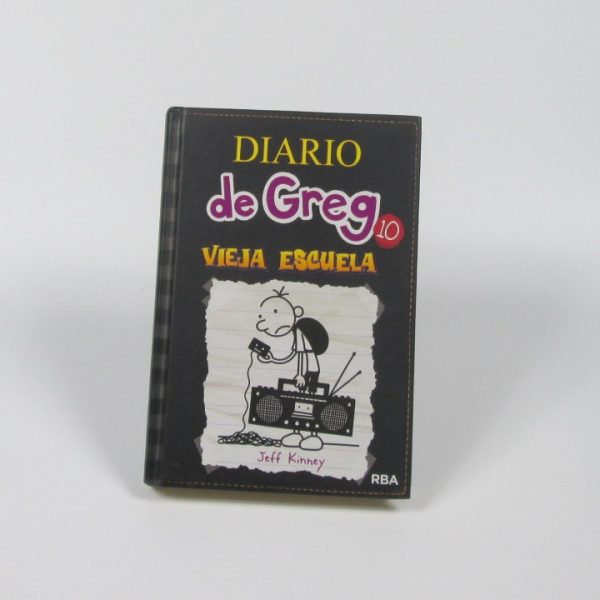 DIARIO
de Greg
10
VIEJA ESCUELA
Jeff Kinney
RBA